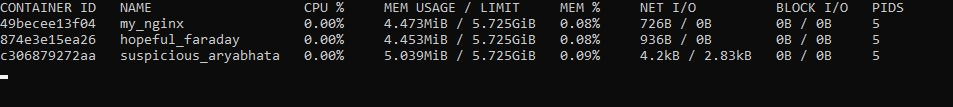 CONTAINER ID   NAME                   CPU %     MEM USAGE / LIMIT     MEM %     NET I/O           BLOCK I/O   PIDS
49becee13f04   my_nginx               0.00%     4.473MiB / 5.725GiB   0.08%     726B / 0B         0B / 0B     5
874e3e15ea26   hopeful_faraday        0.00%     4.453MiB / 5.725GiB   0.08%     936B / 0B         0B / 0B     5
c306879272aa   suspicious_aryabhata   0.00%     5.039MiB / 5.725GiB   0.09%     4.2kB / 2.83kB    0B / 0B     5